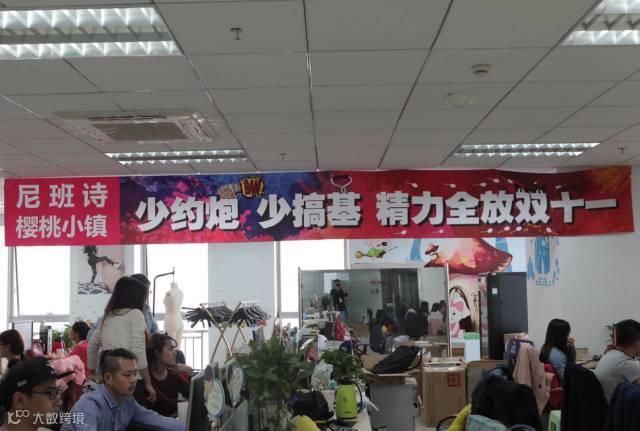 尼班诗
樱桃小镇
少约炮 少搞基 精力全放双十一
BAM!
大数跨境